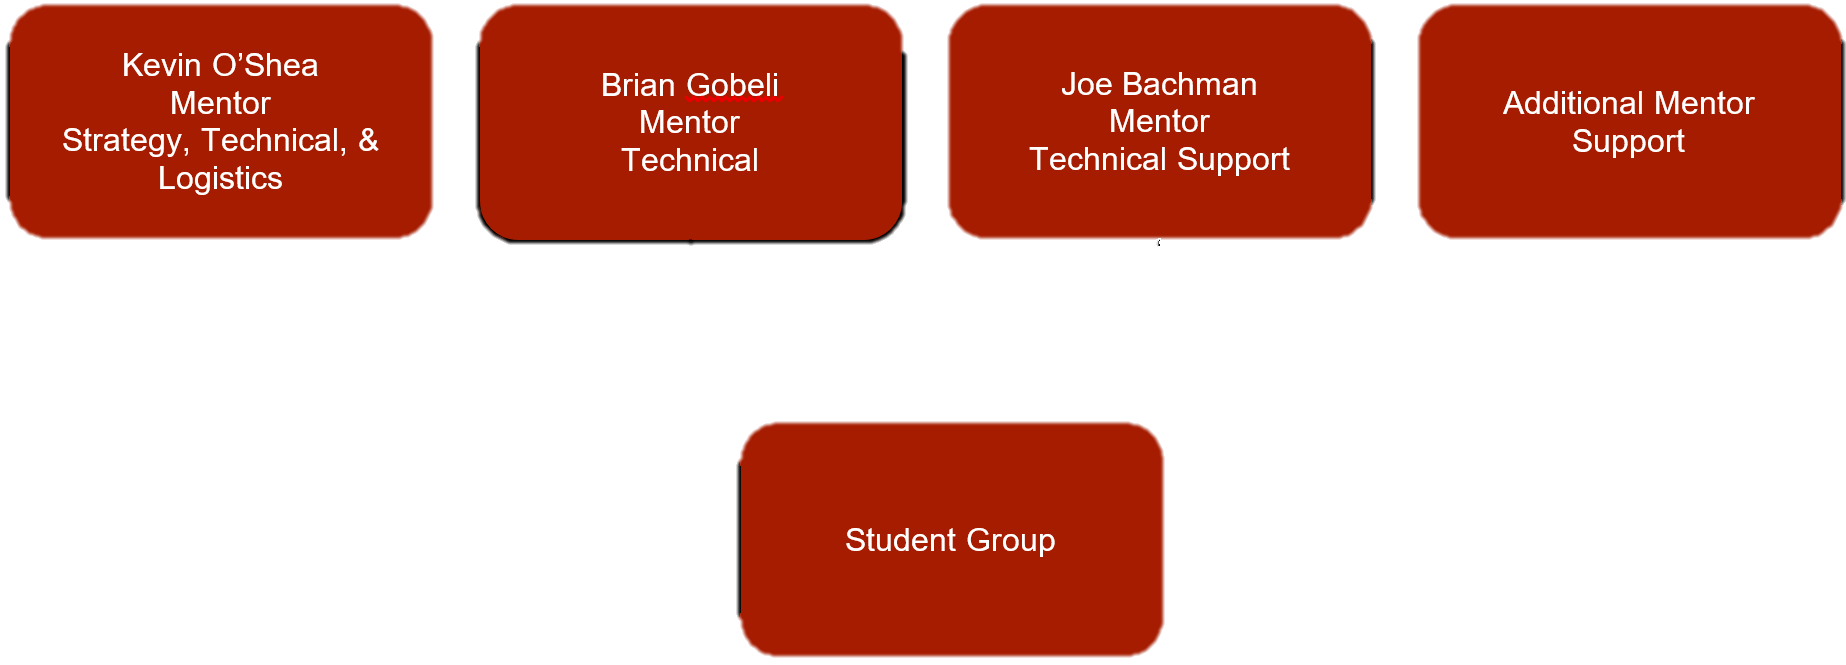 Kevin O’Shea
Mentor
Strategy, Technical, &
Logistics
Brian Gobeli
Mentor
Technical
Joe Bachman
Mentor
Technical Support
Additional Mentor
Support
Student Group